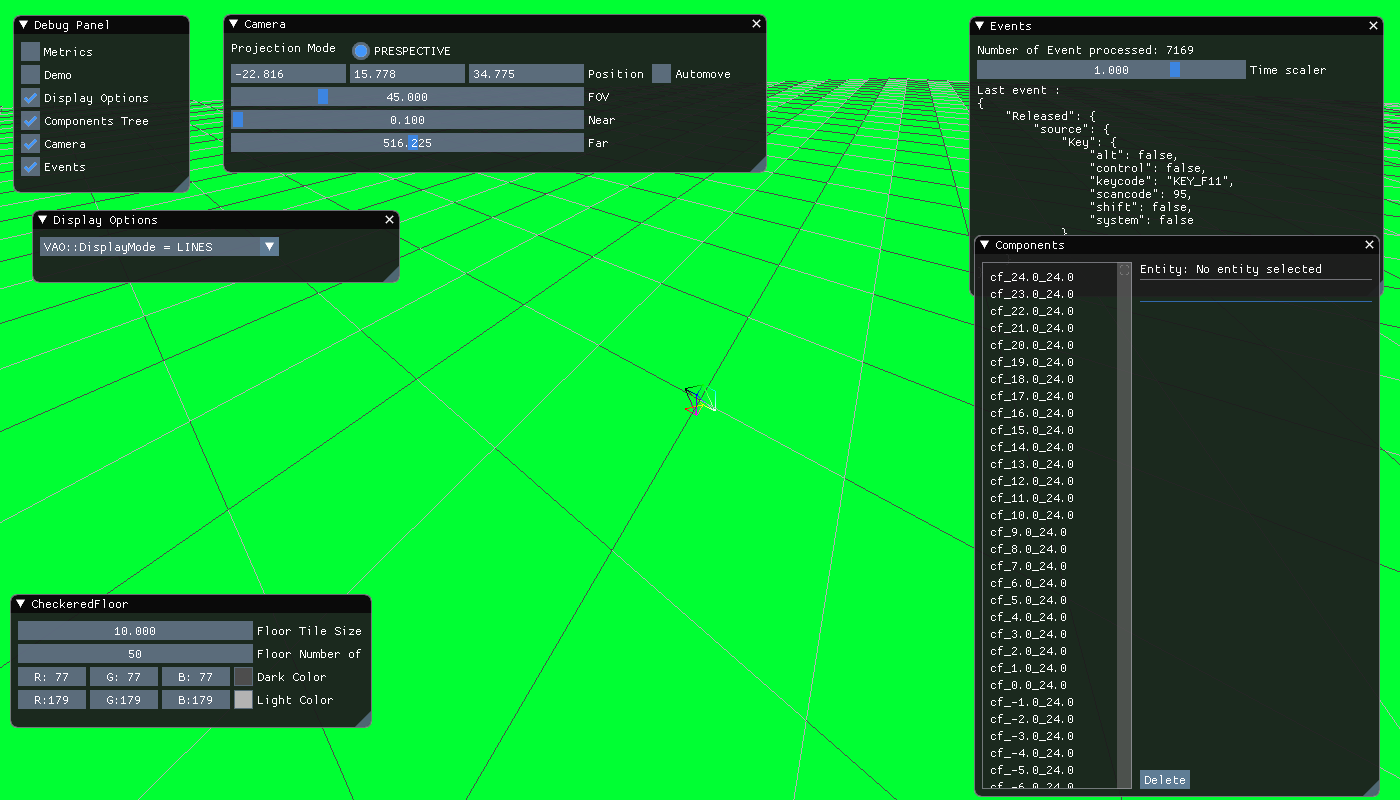 Debug Panel
Metrics
Demo
Display Options
Components Tree
Camera
Events
Camera
Projection Mode PRESPECTIVE
-22.816 15.778 34.775 Position Automove
45.000 FOV
0.100 Near
516.225 Far
Display Options
VAO::DisplayMode = LINES
CheckeredFloor
10.000 Floor Tile Size
50 Floor Number of
R: 77 G: 77 B: 77 Dark Color
R:179 G:179 B:179 Light Color
Events
Number of Event processed: 7169
1.000 Time scaler
Last event :
{
"Released": {
"source": {
"Key": {
"alt": false,
"control": false,
"keycode": "KEY_F11",
"scancode": 95,
"shift": false,
"system": false
}
Components
cf_24.0_24.0
cf_23.0_24.0
cf_22.0_24.0
cf_21.0_24.0
cf_20.0_24.0
cf_19.0_24.0
cf_18.0_24.0
cf_17.0_24.0
cf_16.0_24.0
cf_15.0_24.0
cf_14.0_24.0
cf_13.0_24.0
cf_12.0_24.0
cf_11.0_24.0
cf_10.0_24.0
cf_9.0_24.0
cf_8.0_24.0
cf_7.0_24.0
cf_6.0_24.0
cf_5.0_24.0
cf_4.0_24.0
cf_3.0_24.0
cf_2.0_24.0
cf_1.0_24.0
cf_0.0_24.0
cf_-1.0_24.0
cf_-2.0_24.0
cf_-3.0_24.0
cf_-4.0_24.0
cf_-5.0_24.0
cf_-6.0_24.0
Entity: No entity selected
Delete